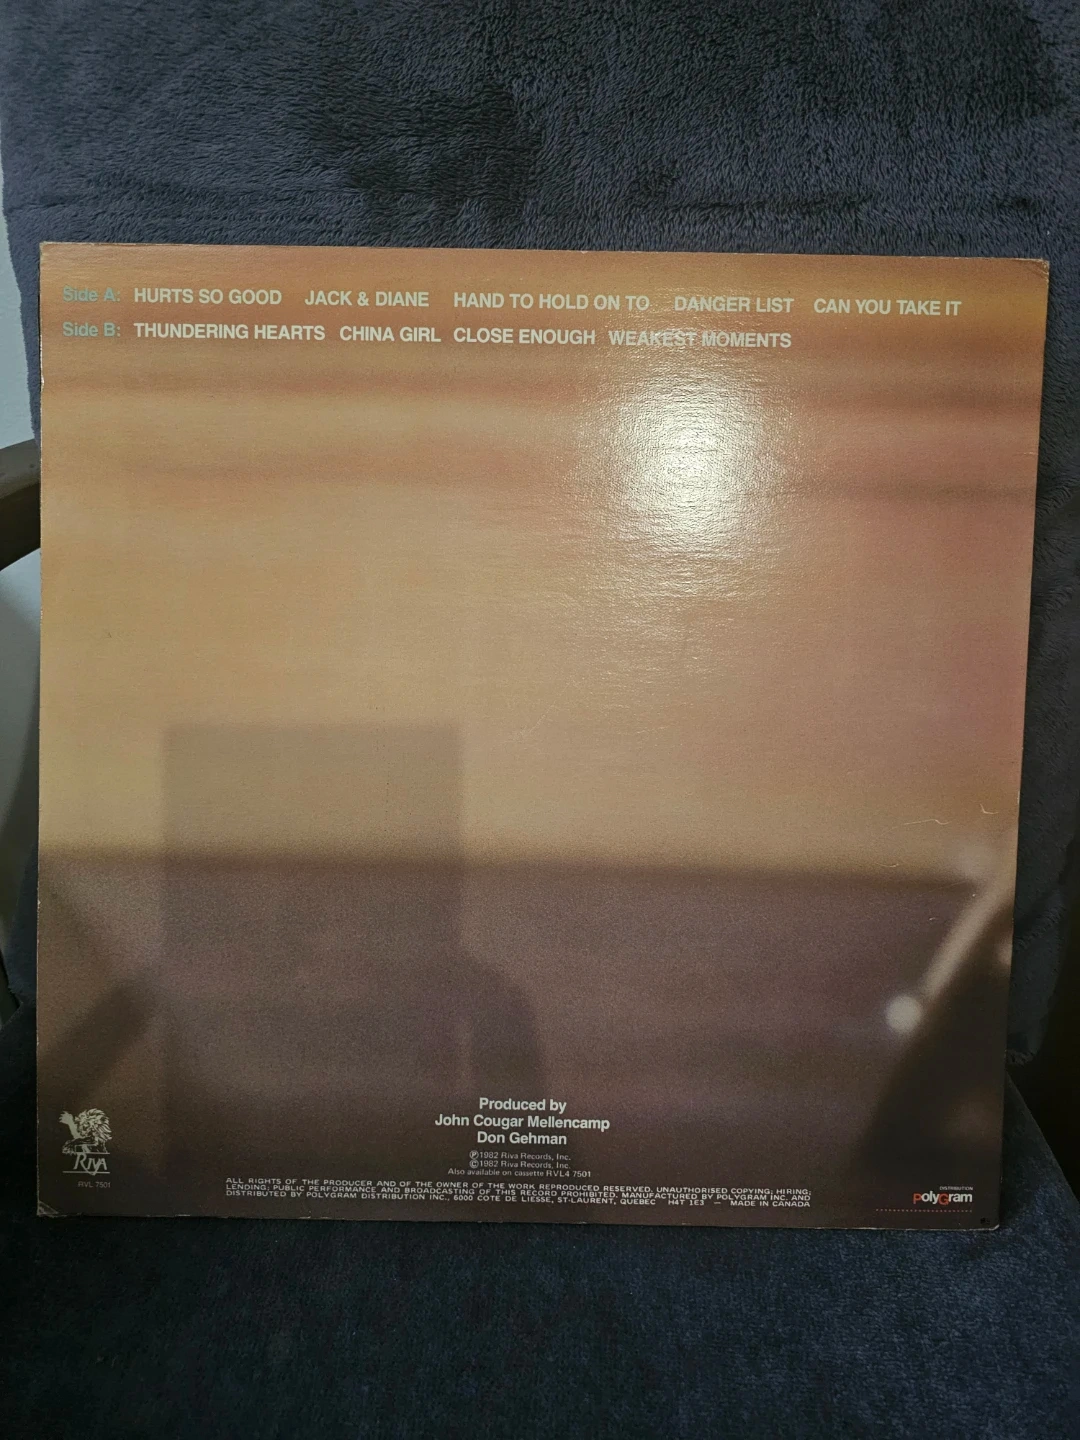 Side A: HURTS SO GOOD JACK & DIANE HAND TO HOLD ON TO DANGER LIST CAN YOU TAKE IT
Side B: THUNDERING HEARTS CHINA GIRL CLOSE ENOUGH WEAKEST MOMENTS
Produced by
John Cougar Mellencamp
Don Gehman
℗1982 Riva Records, Inc.
©1982 Riva Records, Inc.
Also available on cassette RVL4 7501
RIVA
RVL 7501
ALL RIGHTS OF THE PRODUCER AND OF THE OWNER OF THE WORK REPRODUCED RESERVED. UNAUTHORISED COPYING; HIRING;
LENDING; PUBLIC PERFORMANCE AND BROADCASTING OF THIS RECORD PROHIBITED. MANUFACTURED BY POLYGRAM INC. AND
DISTRIBUTED BY POLYGRAM DISTRIBUTION INC., 6000 COTE DE LIESSE, ST-LAURENT, QUEBEC H4T 1E3 — MADE IN CANADA
DISTRIBUTION
PolyGram